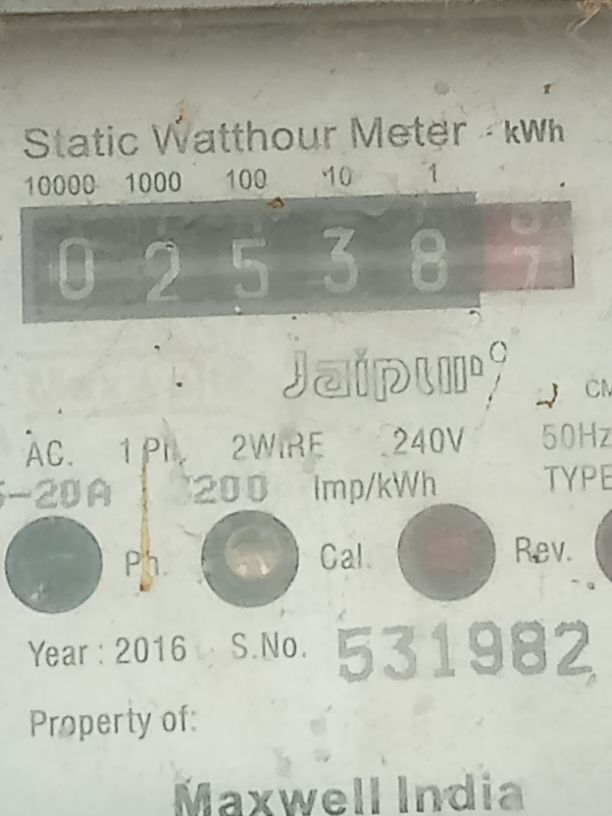 Static Watthour Meter - kWh
10000 1000 100 10 1
0 2 5 3 8 7
Jaipur
AC. 1 Ph. 2WIRE 240V 50Hz
-20A 3200 Imp/kWh TYPE
Ph. Cal. Rev.
Year : 2016 S.No. 531982
Property of:
Maxwell India